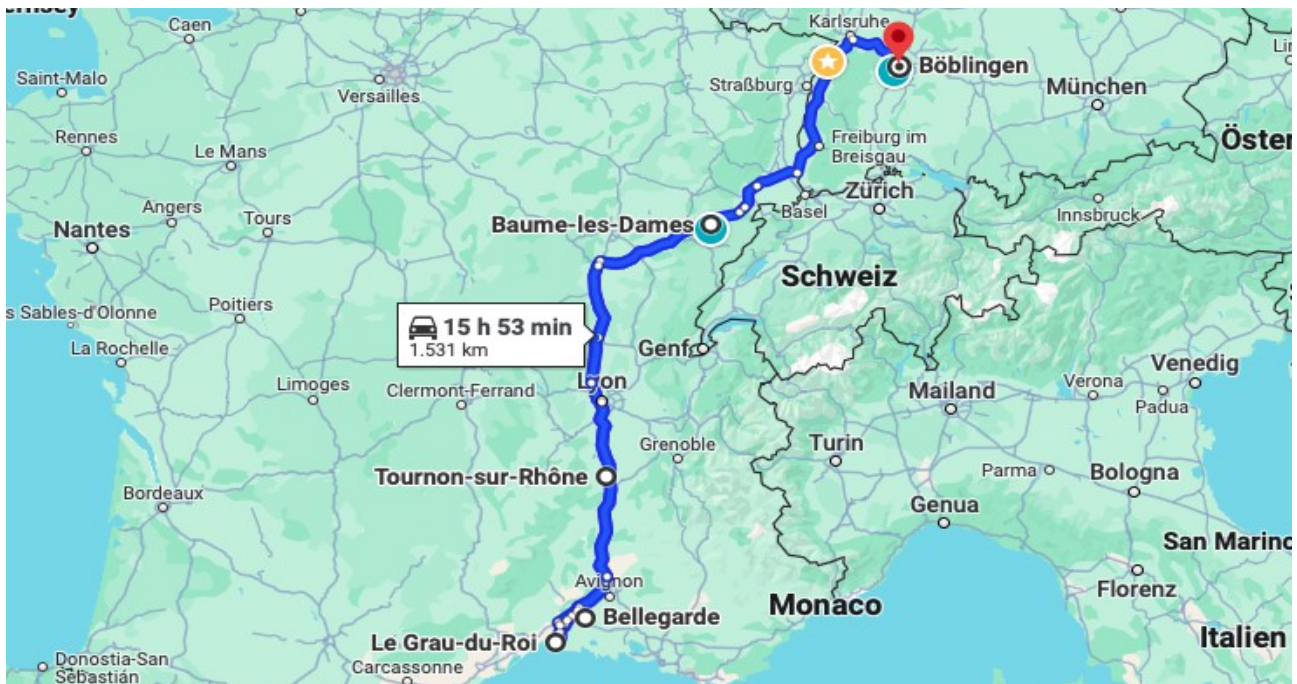 ernsey
Caen
Karlsruhe
Saint-Malo
Versailles
Straßburg
Böblingen
München
Rennes
Le Mans
Freiburg im
Breisgau
Öster
Angers
Tours
Nantes
Baume-les-Dames
Basel
Zürich
Innsbruck
Schweiz
s Sables-d'Olonne
Poitiers
15 h 53 min
1.531 km
La Rochelle
Genf
Venedig
Limoges
Clermont-Ferrand
Lyon
Mailand
Verona
Padua
Grenoble
Turin
Tournon-sur-Rhône
Parma
Bologna
Bordeaux
Genua
San Marino
Avignon
Florenz
Bellegarde
Monaco
Le Grau-du-Roi
Italien
Donostia-San
Sebastián
Carcassonne